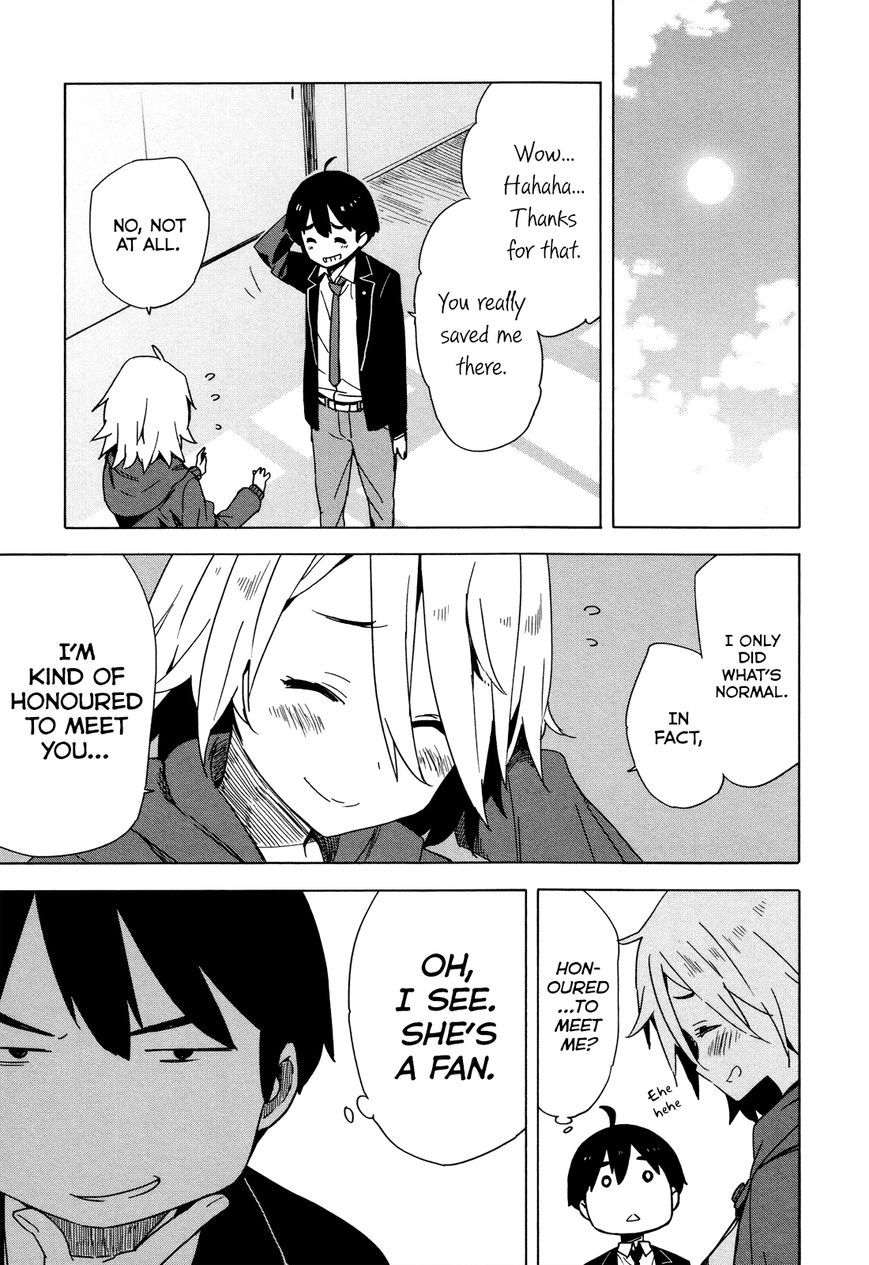 Wow...
Hahaha...
Thanks
for that.
You really
saved me
there.
NO, NOT
AT ALL.
I ONLY
DID
WHAT'S
NORMAL.
IN
FACT,
I'M
KIND OF
HONOURED
TO MEET
YOU...
HON-
OURED
...TO
MEET
ME?
Ehe
hehe
OH,
I SEE.
SHE'S
A FAN.